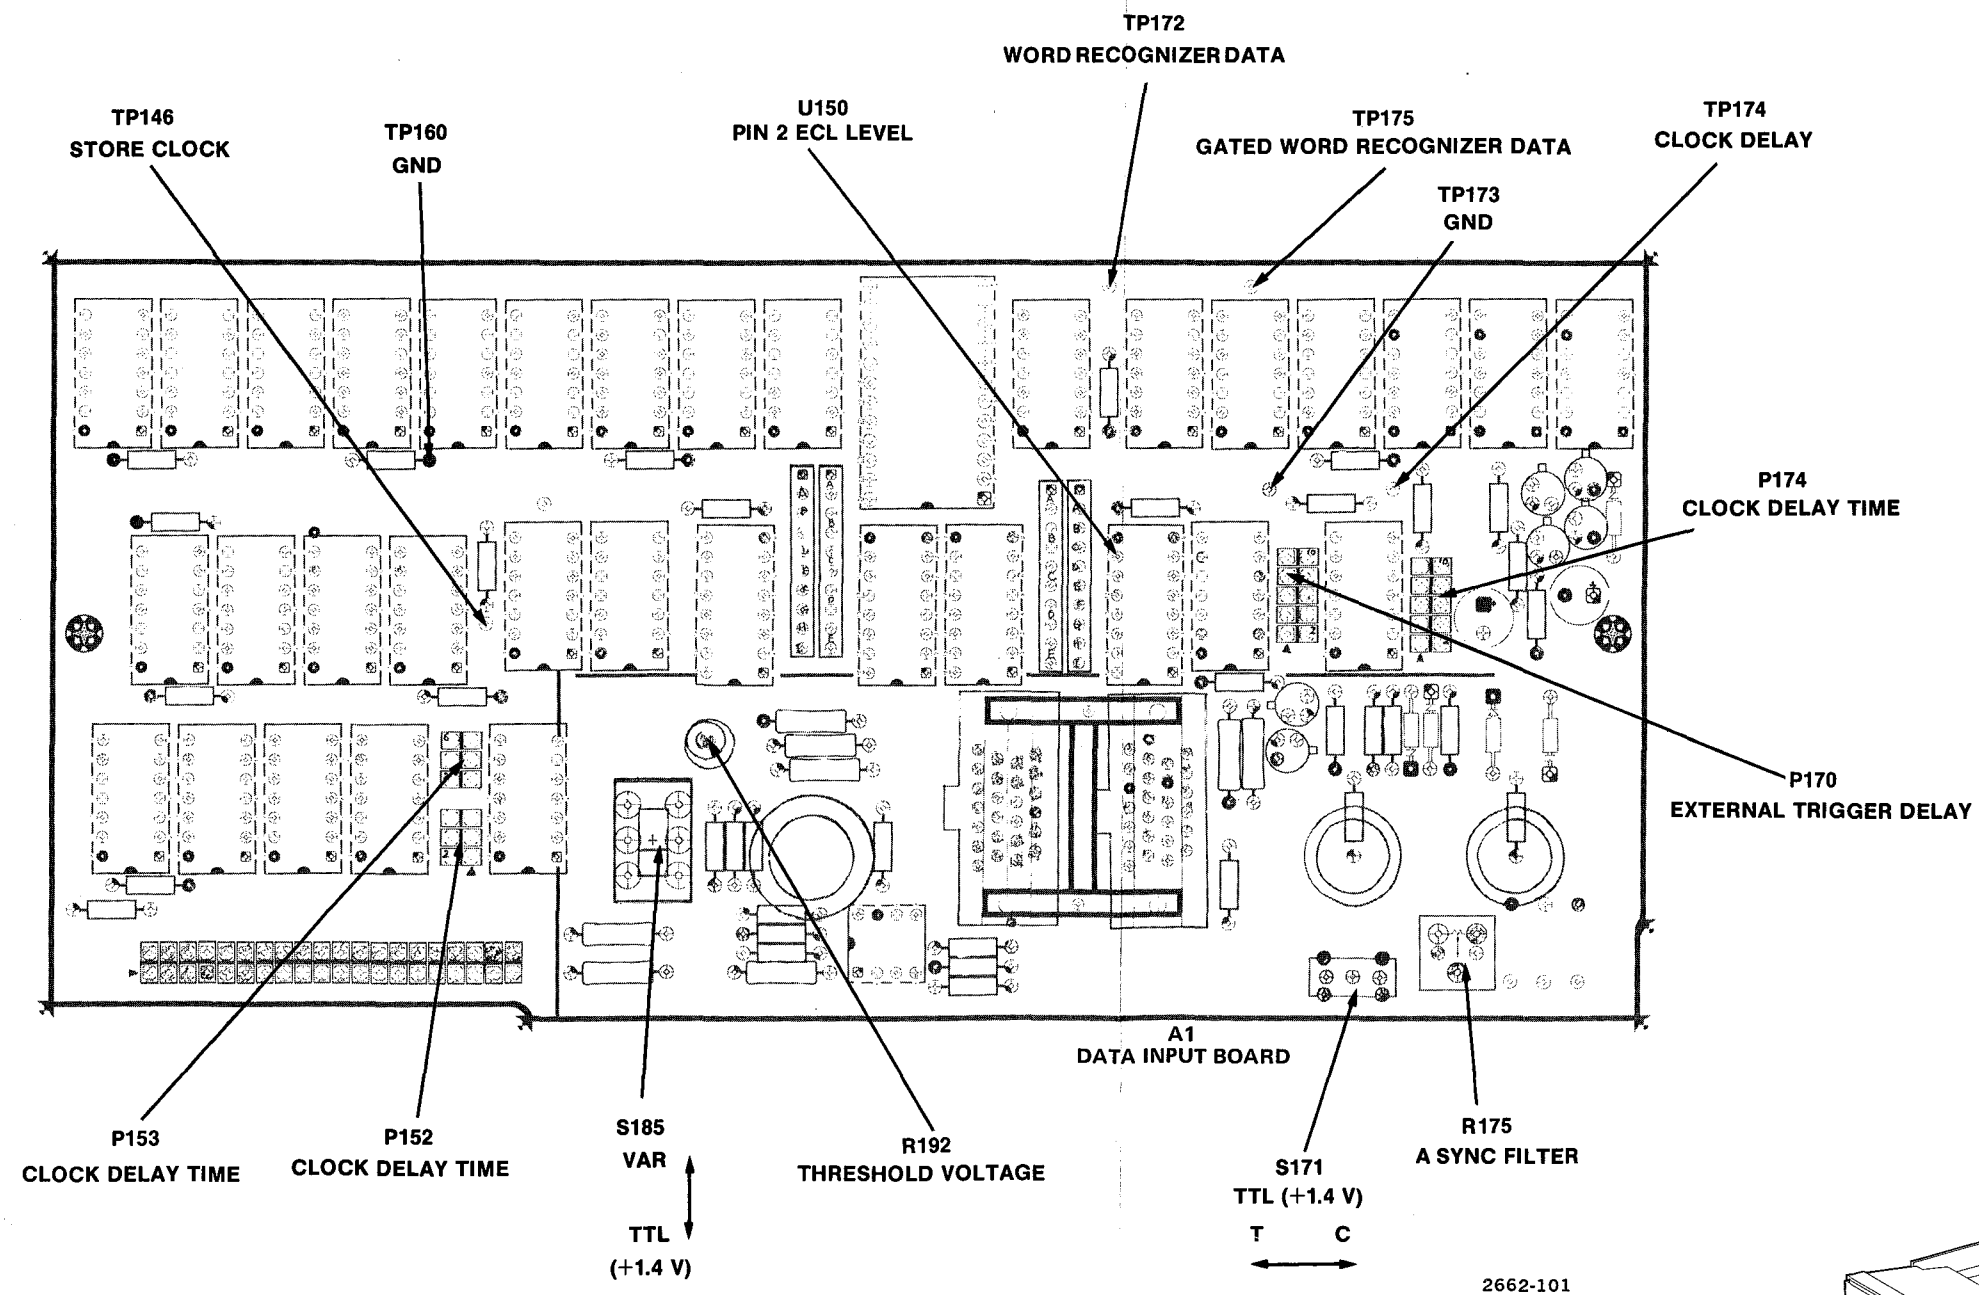 TP172
WORD RECOGNIZER DATA
TP146
STORE CLOCK
TP160
GND
U150
PIN 2 ECL LEVEL
TP175
GATED WORD RECOGNIZER DATA
TP174
CLOCK DELAY
TP173
GND
P174
CLOCK DELAY TIME
P170
EXTERNAL TRIGGER DELAY
A1
DATA INPUT BOARD
P153
CLOCK DELAY TIME
P152
CLOCK DELAY TIME
S185
VAR
TTL
(+1.4 V)
R192
THRESHOLD VOLTAGE
S171
TTL (+1.4 V)
T C
R175
A SYNC FILTER
2662-101